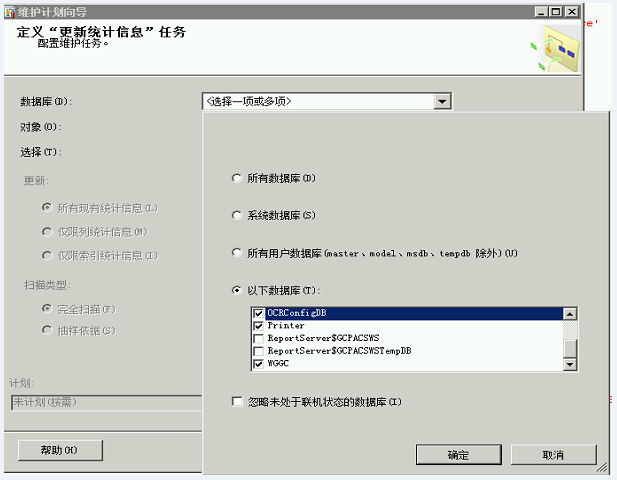 维护计划向导
定义“更新统计信息”任务
配置维护任务。
数据库(D):
<选择一项或多项>
对象(O):
选择(T):
更新:
所有现有统计信息(L)
仅限列统计信息(M)
仅限索引统计信息(I)
扫描类型:
完全扫描(F)
抽样依据(S)
计划:
未计划(按需)
帮助(H)
所有数据库(D)
系统数据库(S)
所有用户数据库(master、model、msdb、tempdb 除外)(U)
以下数据库(T):
OCRConfigDB
Printer
ReportServer$GCPACSWS
ReportServer$GCPACSWSTempDB
WGGC
忽略未处于联机状态的数据库(I)
确定
取消